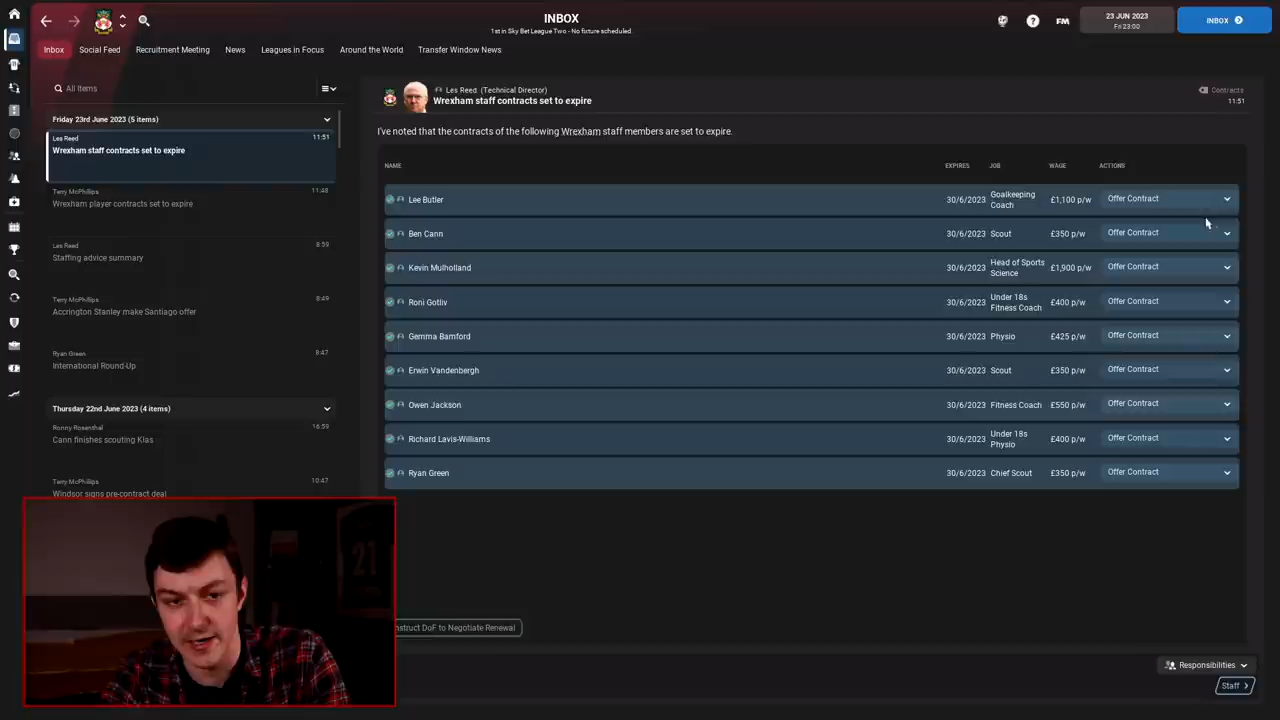 INBOX
1st in Sky Bet League Two - No fixture scheduled.
FM
23 JUN 2023
Fri 23:00
INBOX
Inbox
Social Feed
Recruitment Meeting
News
Leagues in Focus
Around the World
Transfer Window News
All Items
Friday 23rd June 2023 (5 items)
Les Reed
11:51
Wrexham staff contracts set to expire
Terry McPhillips
11:48
Wrexham player contracts set to expire
Les Reed
8:59
Staffing advice summary
Terry McPhillips
8:49
Accrington Stanley make Santiago offer
Ryan Green
8:47
International Round-Up
Thursday 22nd June 2023 (4 items)
Ronny Rosenthal
16:59
Cann finishes scouting Klas
Terry McPhillips
10:47
Windsor signs pre-contract deal
Les Reed (Technical Director)
Wrexham staff contracts set to expire
Contracts
11:51
I've noted that the contracts of the following Wrexham staff members are set to expire.
NAME EXPIRES JOB WAGE ACTIONS
Lee Butler 30/6/2023 Goalkeeping Coach £1,100 p/w Offer Contract
Ben Cann 30/6/2023 Scout £350 p/w Offer Contract
Kevin Mulholland 30/6/2023 Head of Sports Science £1,900 p/w Offer Contract
Roni Gotliv 30/6/2023 Under 18s Fitness Coach £400 p/w Offer Contract
Gemma Bamford 30/6/2023 Physio £425 p/w Offer Contract
Erwin Vandenbergh 30/6/2023 Scout £350 p/w Offer Contract
Owen Jackson 30/6/2023 Fitness Coach £550 p/w Offer Contract
Richard Lavis-Williams 30/6/2023 Under 18s Physio £400 p/w Offer Contract
Ryan Green 30/6/2023 Chief Scout £350 p/w Offer Contract
nstruct DoF to Negotiate Renewal
Responsibilities
Staff
21